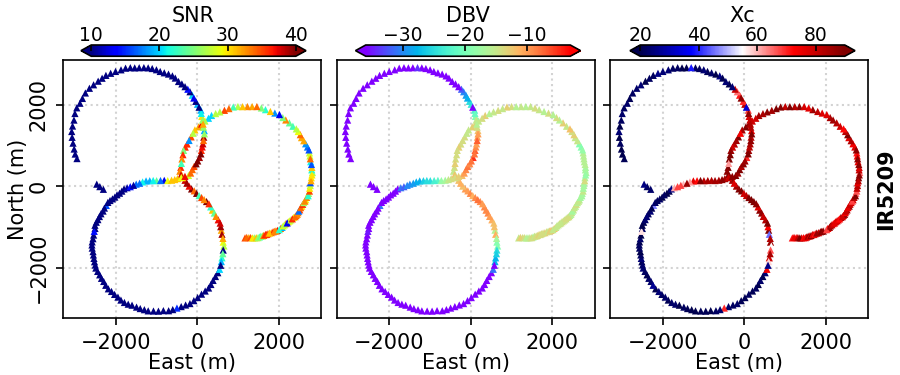 SNR DBV Xc
10 20 30 40 −30 −20 −10 20 40 60 80
2000
0
−2000
North (m)
IR5209
−2000 0 2000 −2000 0 2000 −2000 0 2000
East (m) East (m) East (m)